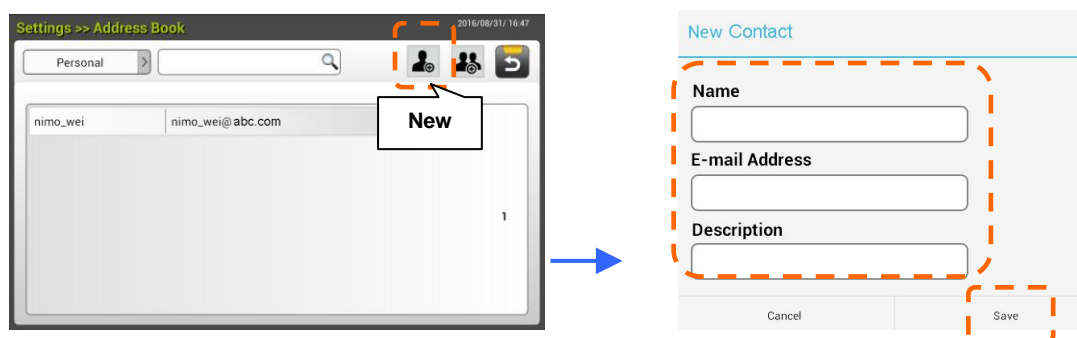 Settings >> Address Book
2016/08/31/ 16:47
Personal
New
nimo_wei nimo_wei@abc.com
1
New Contact
Name
E-mail Address
Description
Cancel Save